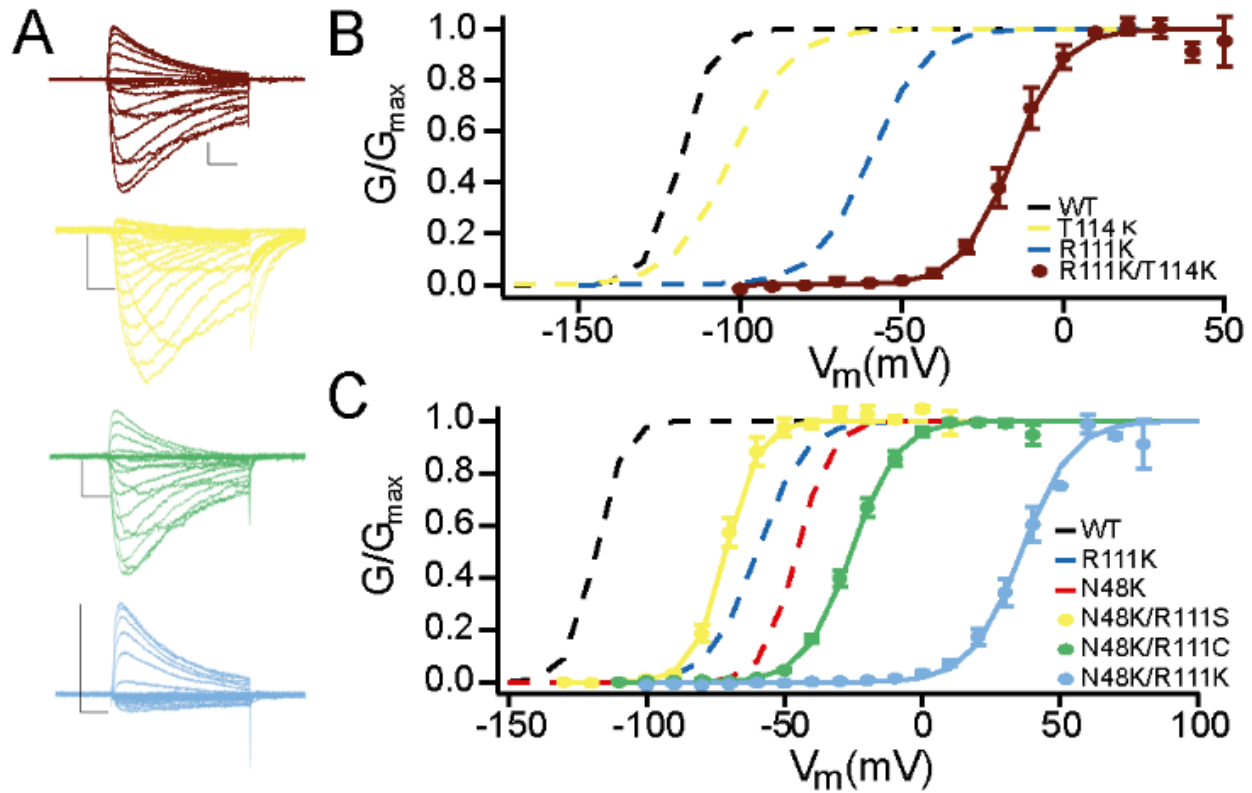 A
B
G/Gmax
1.0
0.8
0.6
0.4
0.2
0.0
WT
T114 K
R111K
R111K/T114K
-150
-100
-50
0
50
Vm(mV)
C
G/Gmax
1.0
0.8
0.6
0.4
0.2
0.0
WT
R111K
N48K
N48K/R111S
N48K/R111C
N48K/R111K
-150
-100
-50
0
50
100
Vm(mV)